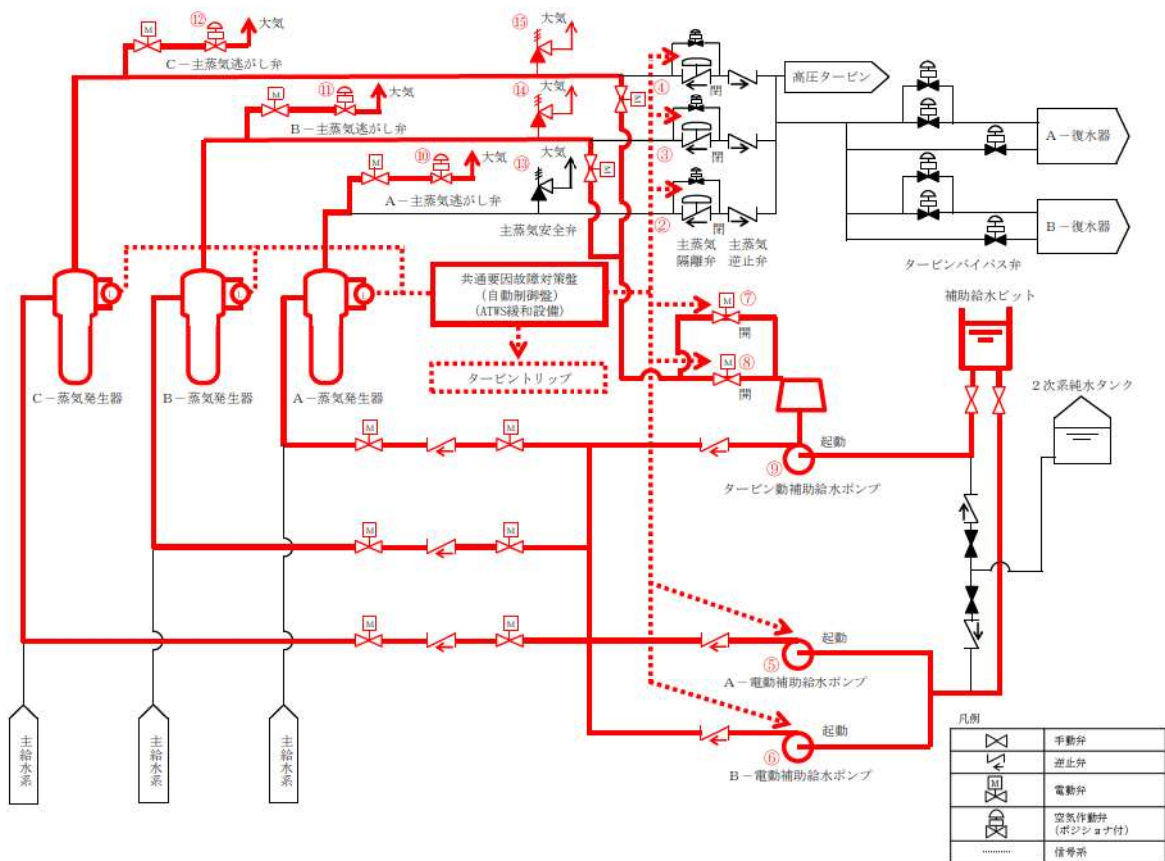 ⑫
大気
M
C－主蒸気逃がし弁
⑮
大気
④
閉
高圧タービン
M
⑪
大気
M
B－主蒸気逃がし弁
⑭
大気
③
閉
A－復水器
M
⑩
大気
M
A－主蒸気逃がし弁
⑬
大気
主蒸気安全弁
②
閉
主蒸気
隔離弁
主蒸気
逆止弁
B－復水器
タービンバイパス弁
共通要因故障対策盤
(自動制御盤)
(ATWS緩和設備)
タービントリップ
L
L
L
C－蒸気発生器
B－蒸気発生器
A－蒸気発生器
M
⑦
開
M
⑧
開
補助給水ピット
2次系純水タンク
M
M
起動
⑨
タービン動補助給水ポンプ
M
M
M
M
起動
⑤
A－電動補助給水ポンプ
起動
⑥
B－電動補助給水ポンプ
主給水系
主給水系
主給水系
凡例
手動弁
逆止弁
M
電動弁
空気作動弁
(ポジショナ付)
信号系